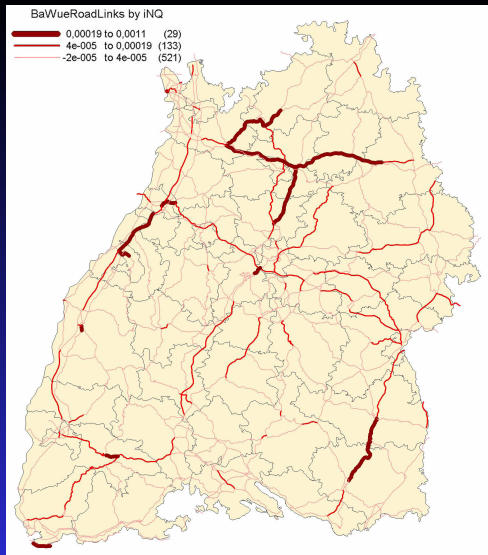 BaWueRoadLinks by iNQ
0,00019 to 0,0011 (29)
4e-005 to 0,00019 (133)
-2e-005 to 4e-005 (521)